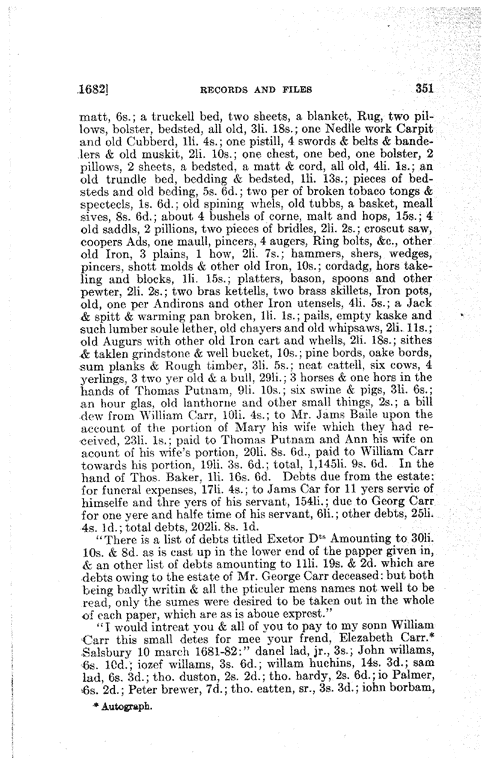 1682]
RECORDS AND FILES
351
matt, 6s.; a truckell bed, two sheets, a blanket, Rug, two pil-
lows, bolster, bedsted, all old, 3li. 18s.; one Nedlle work Carpit
and old Cubberd, 1li. 4s.; one pistill, 4 swords & belts & bande-
lers & old muskit, 2li. 10s.; one chest, one bed, one bolster, 2
pillows, 2 sheets, a bedsted, a matt & cord, all old, 4li. 1s.; an
old trundle bed, bedding & bedsted, 1li. 13s.; pieces of bed-
steds and old beding, 5s. 6d.; two per of broken tobaco tongs &
spectecls, 1s. 6d.; old spining whels, old tubbs, a basket, meall
sives, 8s. 6d.; about 4 bushels of corne, malt and hops, 15s.; 4
old saddls, 2 pillions, two pieces of bridles, 2li. 2s.; croscut saw,
coopers Ads, one maull, pincers, 4 augers, Ring bolts, &c., other
old Iron, 3 plains, 1 how, 2li. 7s.; hammers, shers, wedges,
pincers, shott molds & other old Iron, 10s.; cordadg, hors take-
ling and blocks, 1li. 15s.; platters, bason, spoons and other
pewter, 2li. 2s.; two bras kettells, two brass skillets, Iron pots,
old, one per Andirons and other Iron utensels, 4li. 5s.; a Jack
& spitt & warming pan broken, 1li. 1s.; pails, empty kaske and
such lumber soule lether, old chayers and old whipsaws, 2li. 11s.;
old Augurs with other old Iron cart and whells, 2li. 18s.; sithes
& taklen grindstone & well bucket, 10s.; pine bords, oake bords,
sum planks & Rough timber, 3li. 5s.; neat cattell, six cows, 4
yerlings, 3 two yer old & a bull, 29li.; 3 horses & one hors in the
hands of Thomas Putnam, 9li. 10s.; six swine & pigs, 3li. 6s.;
an hour glas, old lanthorne and other small things, 2s.; a bill
dew from William Carr, 10li. 4s.; to Mr. Jams Baile upon the
account of the portion of Mary his wife which they had re-
ceived, 23li. 1s.; paid to Thomas Putnam and Ann his wife on
acount of his wife's portion, 20li. 8s. 6d., paid to William Carr
towards his portion, 19li. 3s. 6d.; total, 1,145li. 9s. 6d. In the
hand of Thos. Baker, 1li. 16s. 6d. Debts due from the estate:
for funeral expenses, 17li. 4s.; to Jams Car for 11 yers servic of
himselfe and thre yers of his servant, 154li.; due to Georg Carr
for one yere and halfe time of his servant, 6li.; other debts, 25li.
4s. 1d.; total debts, 202li. 8s. 1d.
"There is a list of debts titled Exetor Dts Amounting to 30li.
10s. & 8d. as is cast up in the lower end of the papper given in,
& an other list of debts amounting to 11li. 19s. & 2d. which are
debts owing to the estate of Mr. George Carr deceased: but both
being badly writin & all the pticuler mens names not well to be
read, only the sumes were desired to be taken out in the whole
of each paper, which are as is aboue exprest."
"I would intreat you & all of you to pay to my sonn William
Carr this small detes for mee your frend, Elezabeth Carr.*
Salsbury 10 march 1681-82:" danel lad, jr., 3s.; John willams,
6s. 10d.; iozef willams, 3s. 6d.; willam huchins, 14s. 3d.; sam
lad, 6s. 3d.; tho. duston, 2s. 2d.; tho. hardy, 2s. 6d.; io Palmer,
6s. 2d.; Peter brewer, 7d.; tho. eatten, sr., 3s. 3d.; iohn borbam,
* Autograph.